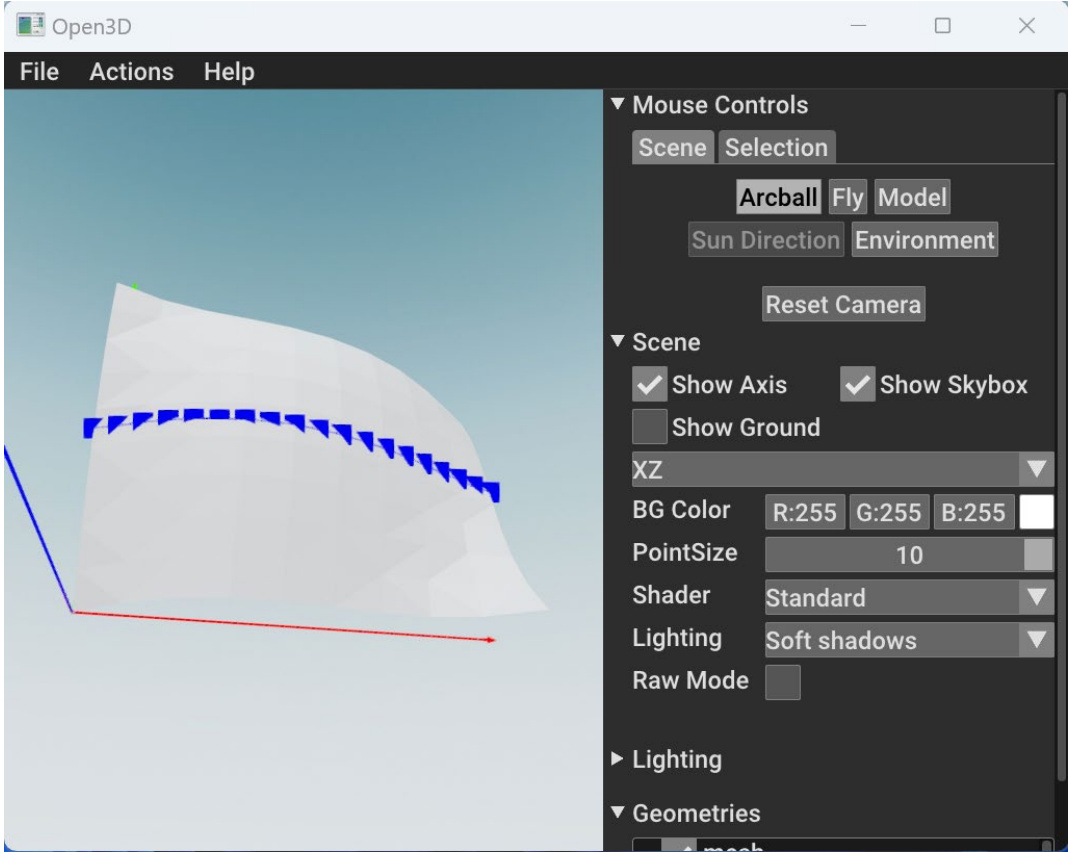 Open3D
File Actions Help
Mouse Controls
Scene Selection
Arcball Fly Model
Sun Direction Environment
Reset Camera
Scene
Show Axis Show Skybox
Show Ground
XZ
BG Color R:255 G:255 B:255
PointSize 10
Shader Standard
Lighting Soft shadows
Raw Mode
Lighting
Geometries
mesh